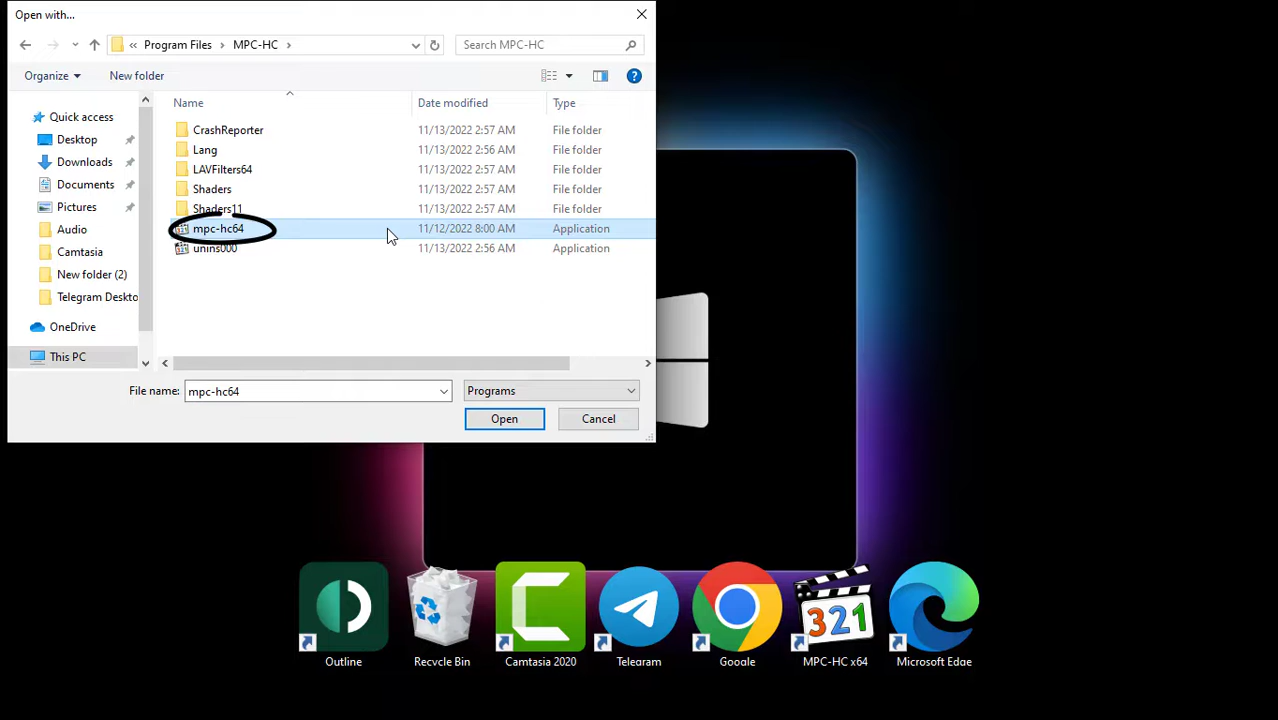 Open with...
Program Files
MPC-HC
Search MPC-HC
Organize
New folder
Name
Date modified
Type
Quick access
Desktop
Downloads
Documents
Pictures
Audio
Camtasia
New folder (2)
Telegram Deskto
OneDrive
This PC
CrashReporter 11/13/2022 2:57 AM File folder
Lang 11/13/2022 2:56 AM File folder
LAVFilters64 11/13/2022 2:57 AM File folder
Shaders 11/13/2022 2:57 AM File folder
Shaders11 11/13/2022 2:57 AM File folder
mpc-hc64 11/12/2022 8:00 AM Application
unins000 11/13/2022 2:56 AM Application
File name: mpc-hc64 Programs
Open Cancel
321
Outline
Recycle Bin
Camtasia 2020
Telegram
Google
MPC-HC x64
Microsoft Edge